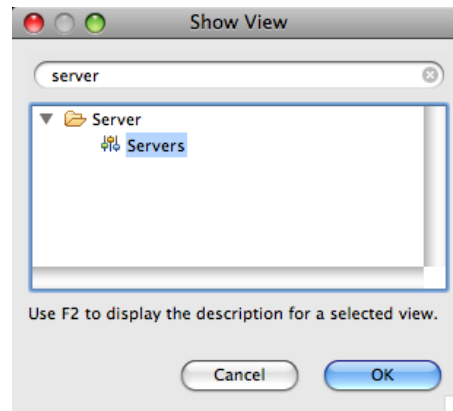 Show View
server
Server
Servers
Use F2 to display the description for a selected view.
Cancel OK